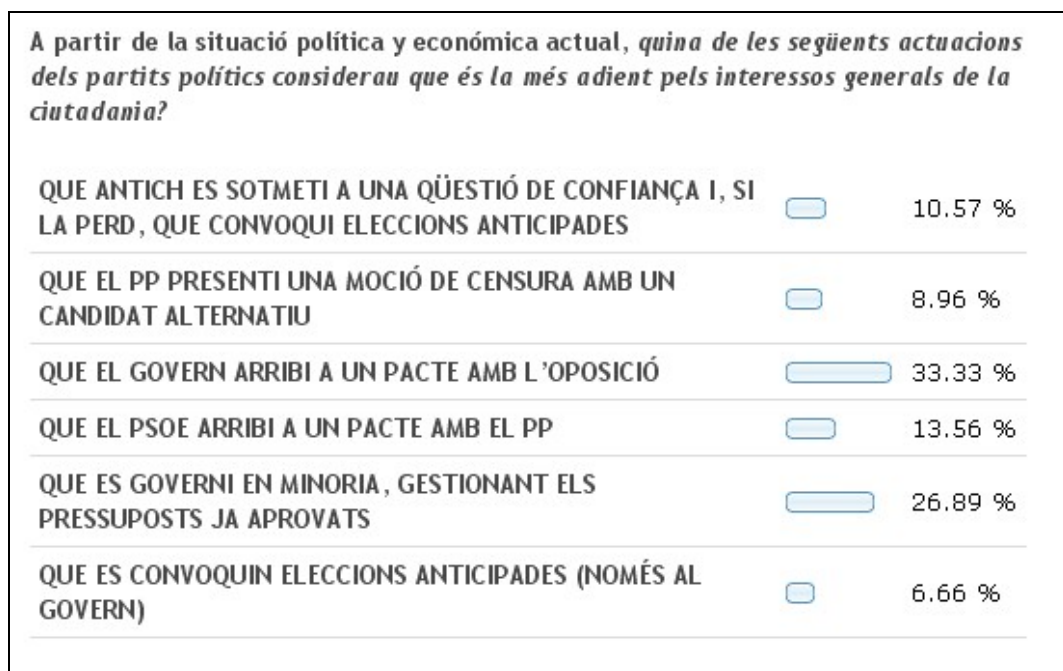 A partir de la situació política y económica actual, quina de les següents actuacions
dels partits polítics considerau que és la més adient pels interessos generals de la
ciutadania?
QUE ANTICH ES SOTMETI A UNA QÜESTIÓ DE CONFIANÇA I, SI
LA PERD, QUE CONVOQUI ELECCIONS ANTICIPADES
10.57 %
QUE EL PP PRESENTI UNA MOCIÓ DE CENSURA AMB UN
CANDIDAT ALTERNATIU
8.96 %
QUE EL GOVERN ARRIBI A UN PACTE AMB L'OPOSICIÓ
33.33 %
QUE EL PSOE ARRIBI A UN PACTE AMB EL PP
13.56 %
QUE ES GOVERNI EN MINORIA, GESTIONANT ELS
PRESSUPOSTS JA APROVATS
26.89 %
QUE ES CONVOQUIN ELECCIONS ANTICIPADES (NOMÉS AL
GOVERN)
6.66 %